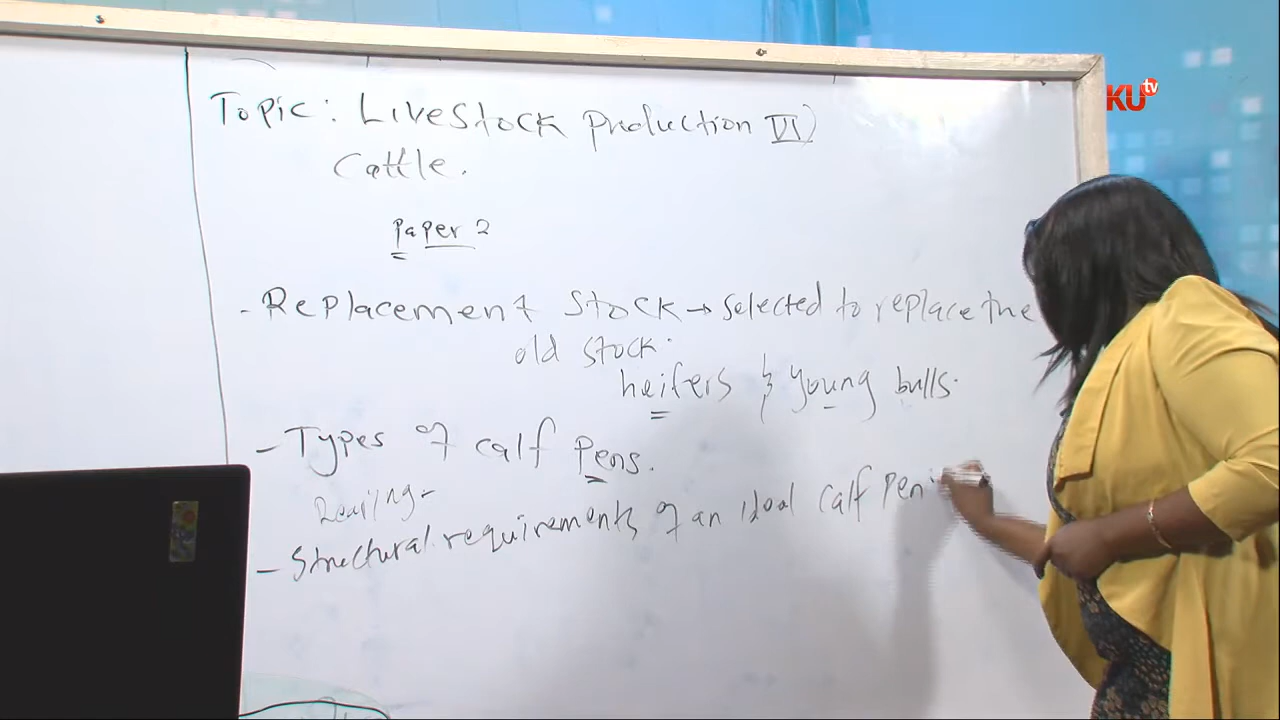 Topic: Livestock Production VI)
Cattle.
Paper 2
- Replacement Stock → selected to replace the
old stock.
heifers & young bulls.
- Types of calf Pens.
Rearing -
- Structural requirements of an ideal calf pen:
KU tv